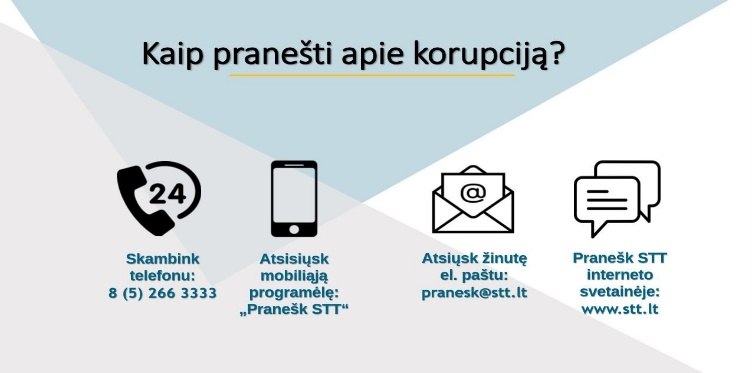 Kaip pranešti apie korupciją?
24
@
Skambink
telefonu:
8 (5) 266 3333
Atsisiųsk
mobiliąją
programėlę:
„Pranešk STT“
Atsiųsk žinutę
el. paštu:
pranesk@stt.lt
Pranešk STT
interneto
svetainėje:
www.stt.lt